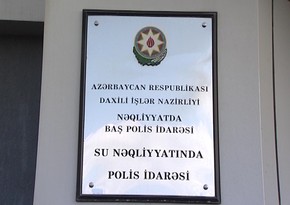 AZƏRBAYCAN RESPUBLİKASI
DAXİLİ İŞLƏR NAZİRLİYİ
NƏQLİYYATDA
BAŞ POLİS İDARƏSİ
SU NƏQLİYYATINDA
POLİS İDARƏSİ